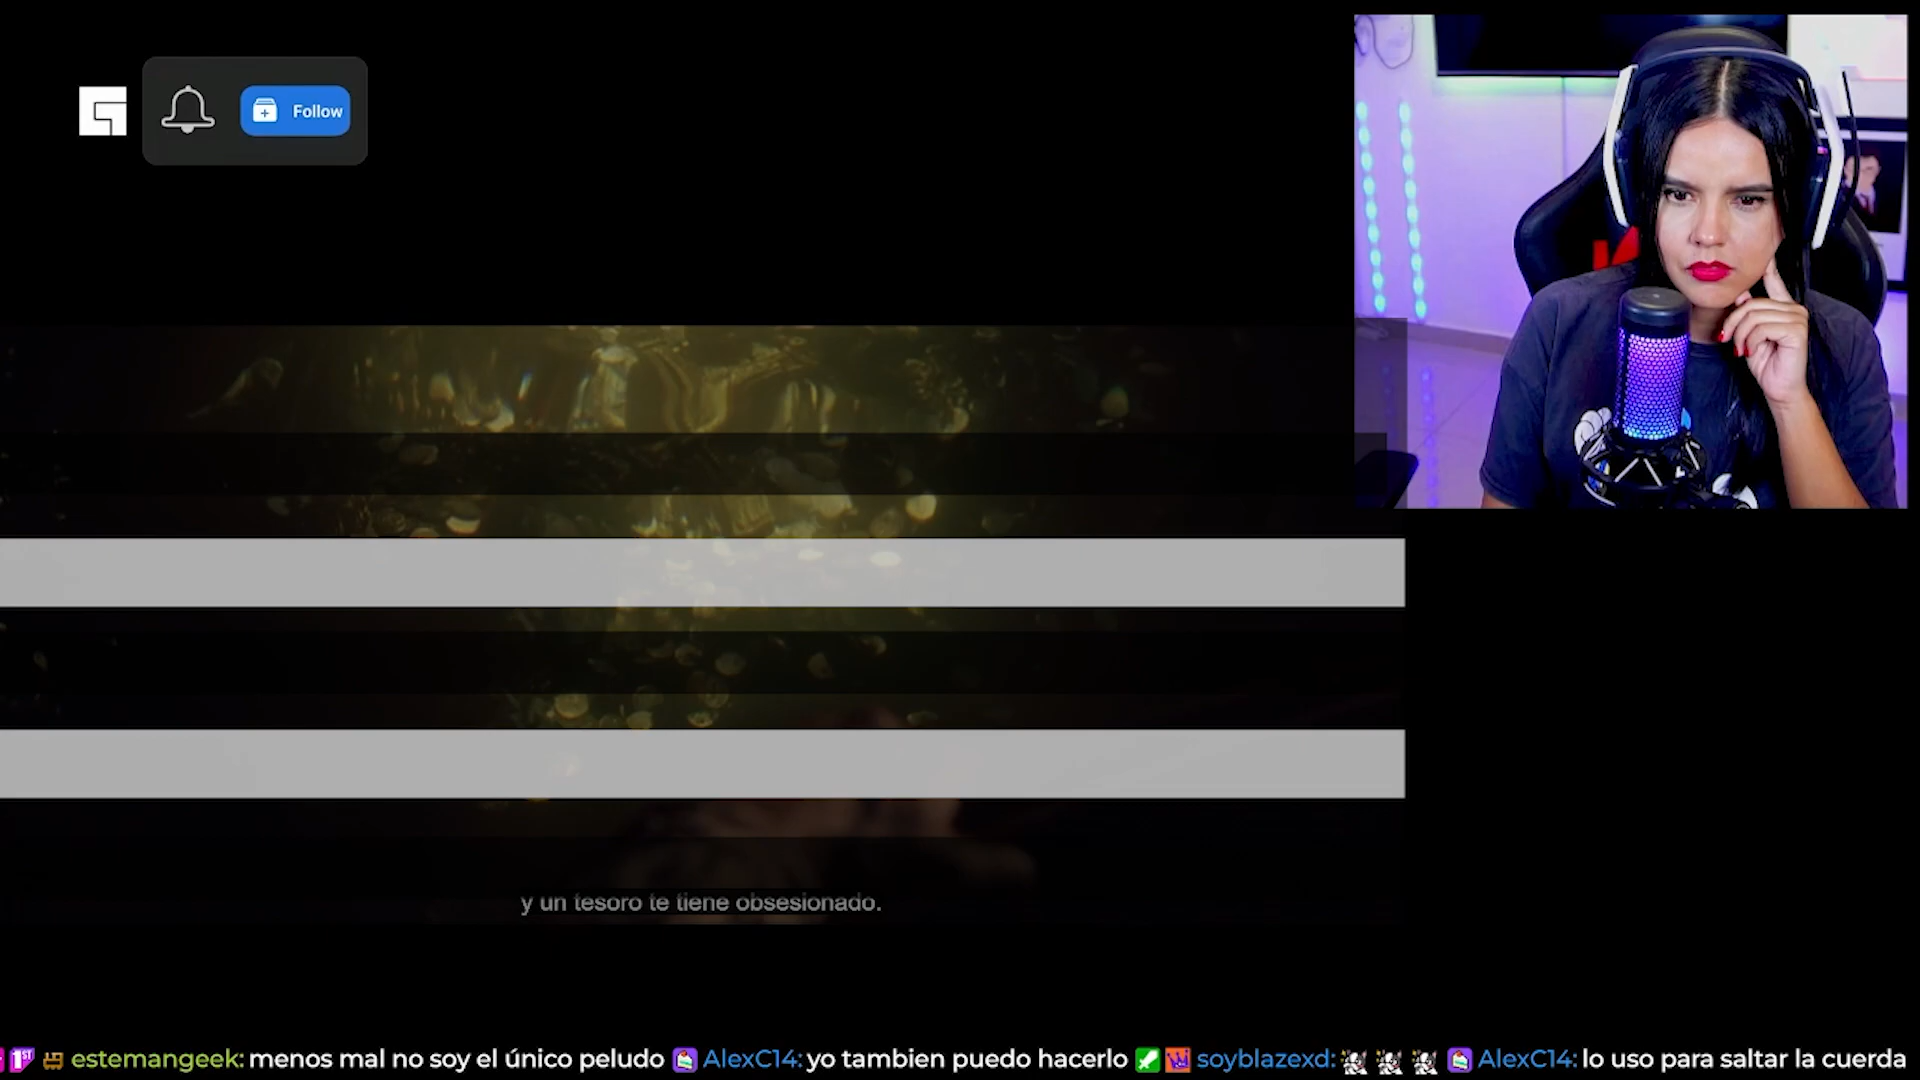 Follow
y un tesoro te tiene obsesionado.
1ST estemangeek: menos mal no soy el único peludo AlexC14: yo tambien puedo hacerlo soyblazexd: AlexC14: lo uso para saltar la cuerda